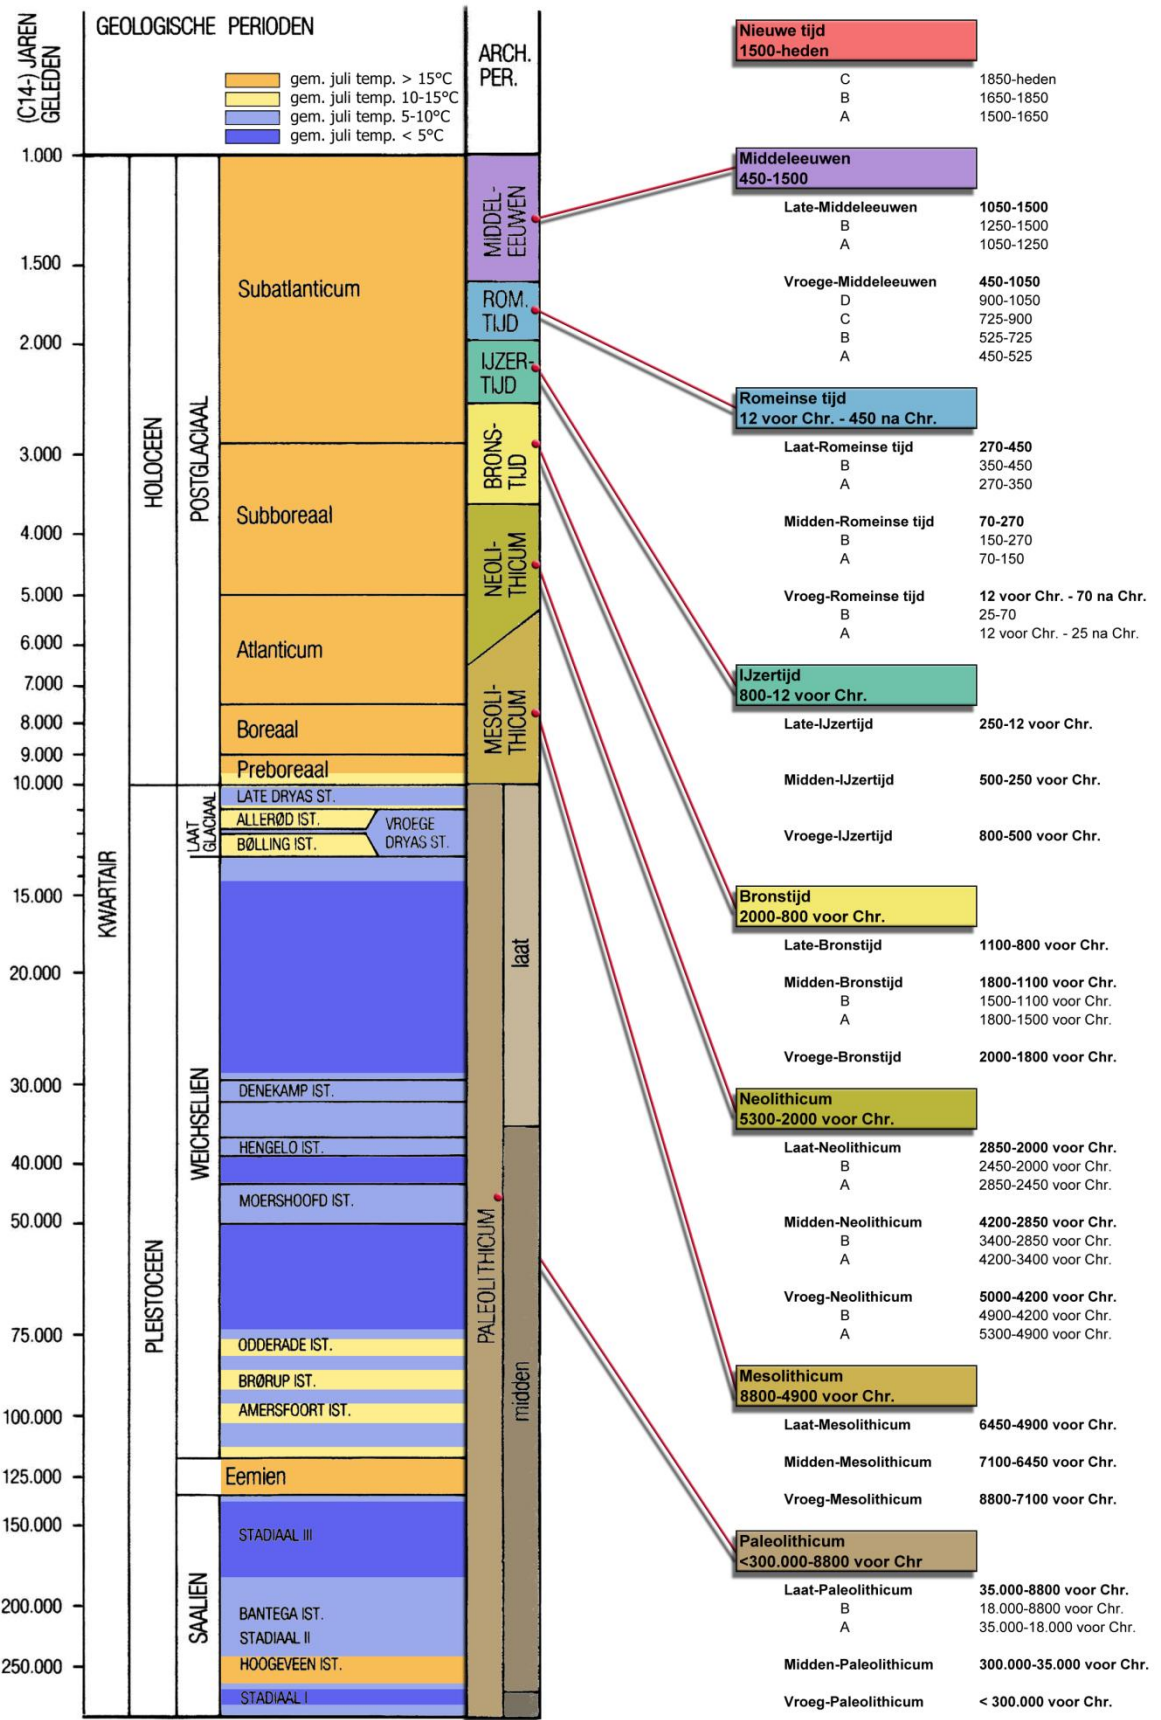 (C14-) JAREN
GELEDEN
GEOLOGISCHE PERIODEN
gem. juli temp. > 15°C
gem. juli temp. 10-15°C
gem. juli temp. 5-10°C
gem. juli temp. < 5°C
ARCH.
PER.
1.000
1.500
2.000
3.000
4.000
5.000
6.000
7.000
8.000
9.000
10.000
15.000
20.000
30.000
40.000
50.000
75.000
100.000
125.000
150.000
200.000
250.000
KWARTAIR
HOLOCEEN
PLEISTOCEEN
POSTGLACIAAL
LAAT
GLACIAAL
WEICHSELIEN
SAALIEN
Subatlanticum
Subboreaal
Atlanticum
Boreaal
Preboreaal
LATE DRYAS ST.
ALLERØD IST.
BØLLING IST.
VROEGE
DRYAS ST.
DENEKAMP IST.
HENGELO IST.
MOERSHOOFD IST.
ODDERADE IST.
BRØRUP IST.
AMERSFOORT IST.
Eemien
STADIAAL III
BANTEGA IST.
STADIAAL II
HOOGEVEEN IST.
STADIAAL I
MIDDEL-
EEUWEN
ROM.
TIJD
IJZER-
TIJD
BRONS-
TIJD
NEOLI-
THICUM
MESOLI-
THICUM
PALEOLITHICUM
laat
midden
Nieuwe tijd
1500-heden
C 1850-heden
B 1650-1850
A 1500-1650
Middeleeuwen
450-1500
Late-Middeleeuwen 1050-1500
B 1250-1500
A 1050-1250
Vroege-Middeleeuwen 450-1050
D 900-1050
C 725-900
B 525-725
A 450-525
Romeinse tijd
12 voor Chr. - 450 na Chr.
Laat-Romeinse tijd 270-450
B 350-450
A 270-350
Midden-Romeinse tijd 70-270
B 150-270
A 70-150
Vroeg-Romeinse tijd 12 voor Chr. - 70 na Chr.
B 25-70
A 12 voor Chr. - 25 na Chr.
IJzertijd
800-12 voor Chr.
Late-IJzertijd 250-12 voor Chr.
Midden-IJzertijd 500-250 voor Chr.
Vroege-IJzertijd 800-500 voor Chr.
Bronstijd
2000-800 voor Chr.
Late-Bronstijd 1100-800 voor Chr.
Midden-Bronstijd 1800-1100 voor Chr.
B 1500-1100 voor Chr.
A 1800-1500 voor Chr.
Vroege-Bronstijd 2000-1800 voor Chr.
Neolithicum
5300-2000 voor Chr.
Laat-Neolithicum 2850-2000 voor Chr.
B 2450-2000 voor Chr.
A 2850-2450 voor Chr.
Midden-Neolithicum 4200-2850 voor Chr.
B 3400-2850 voor Chr.
A 4200-3400 voor Chr.
Vroeg-Neolithicum 5000-4200 voor Chr.
B 4900-4200 voor Chr.
A 5300-4900 voor Chr.
Mesolithicum
8800-4900 voor Chr.
Laat-Mesolithicum 6450-4900 voor Chr.
Midden-Mesolithicum 7100-6450 voor Chr.
Vroeg-Mesolithicum 8800-7100 voor Chr.
Paleolithicum
<300.000-8800 voor Chr
Laat-Paleolithicum 35.000-8800 voor Chr.
B 18.000-8800 voor Chr.
A 35.000-18.000 voor Chr.
Midden-Paleolithicum 300.000-35.000 voor Chr.
Vroeg-Paleolithicum < 300.000 voor Chr.